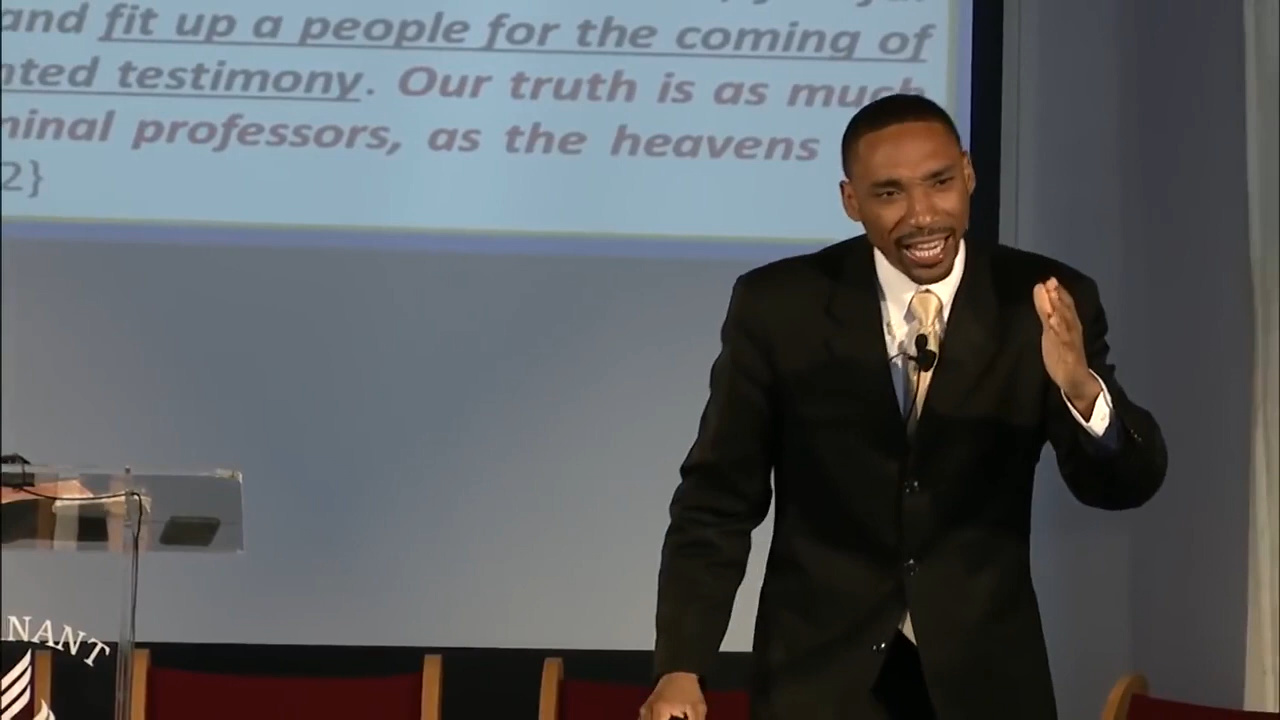 and fit up a people for the coming of
nted testimony. Our truth is as much
minal professors, as the heavens
2}
NANT